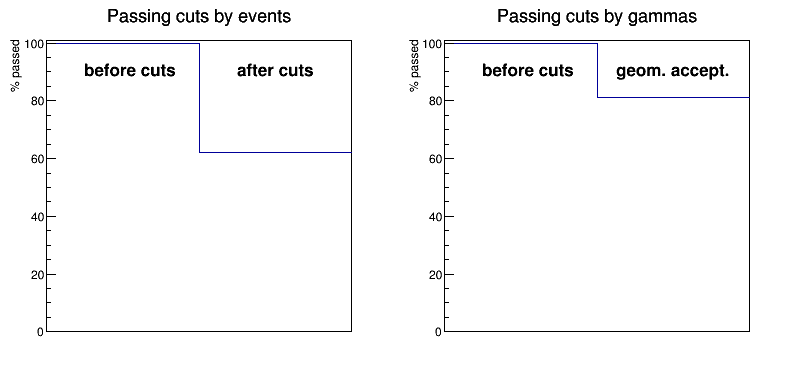 Passing cuts by events
% passed
100
80
60
40
20
0
before cuts
after cuts
Passing cuts by gammas
% passed
100
80
60
40
20
0
before cuts
geom. accept.